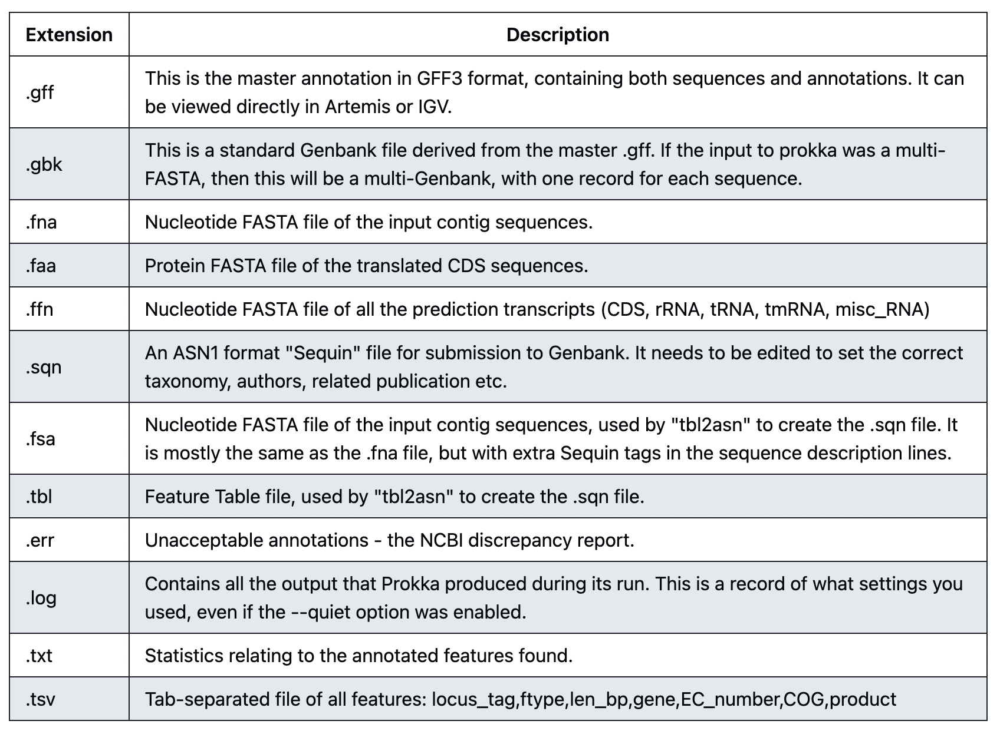 Extension
Description
.gff
This is the master annotation in GFF3 format, containing both sequences and annotations. It can
be viewed directly in Artemis or IGV.
.gbk
This is a standard Genbank file derived from the master .gff. If the input to prokka was a multi-
FASTA, then this will be a multi-Genbank, with one record for each sequence.
.fna
Nucleotide FASTA file of the input contig sequences.
.faa
Protein FASTA file of the translated CDS sequences.
.ffn
Nucleotide FASTA file of all the prediction transcripts (CDS, rRNA, tRNA, tmRNA, misc_RNA)
.sqn
An ASN1 format "Sequin" file for submission to Genbank. It needs to be edited to set the correct
taxonomy, authors, related publication etc.
.fsa
Nucleotide FASTA file of the input contig sequences, used by "tbl2asn" to create the .sqn file. It
is mostly the same as the .fna file, but with extra Sequin tags in the sequence description lines.
.tbl
Feature Table file, used by "tbl2asn" to create the .sqn file.
.err
Unacceptable annotations - the NCBI discrepancy report.
.log
Contains all the output that Prokka produced during its run. This is a record of what settings you
used, even if the --quiet option was enabled.
.txt
Statistics relating to the annotated features found.
.tsv
Tab-separated file of all features: locus_tag,ftype,len_bp,gene,EC_number,COG,product